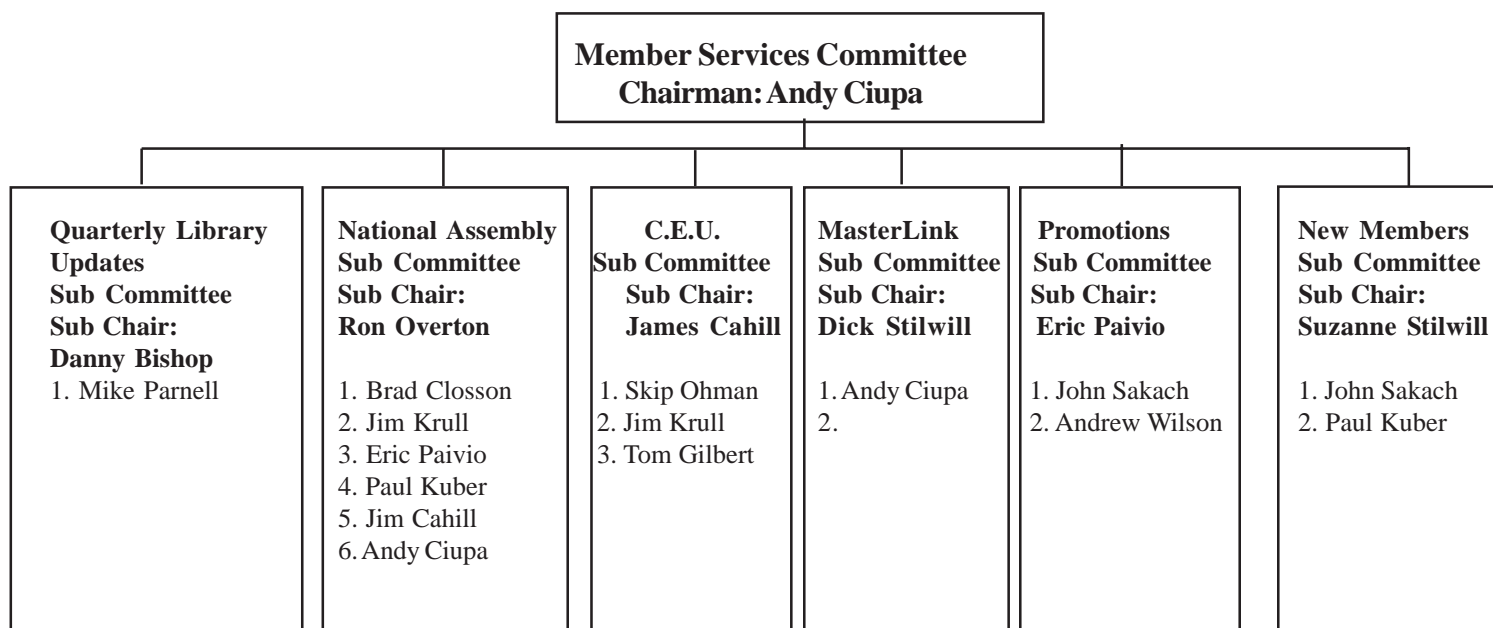 Member Services Committee
Chairman: Andy Ciupa
Quarterly Library
Updates
Sub Committee
Sub Chair:
Danny Bishop
1. Mike Parnell
National Assembly
Sub Committee
Sub Chair:
Ron Overton
1. Brad Closson
2. Jim Krull
3. Eric Paivio
4. Paul Kuber
5. Jim Cahill
6. Andy Ciupa
C.E.U.
Sub Committee
Sub Chair:
James Cahill
1. Skip Ohman
2. Jim Krull
3. Tom Gilbert
MasterLink
Sub Committee
Sub Chair:
Dick Stilwill
1. Andy Ciupa
2.
Promotions
Sub Committee
Sub Chair:
Eric Paivio
1. John Sakach
2. Andrew Wilson
New Members
Sub Committee
Sub Chair:
Suzanne Stilwill
1. John Sakach
2. Paul Kuber